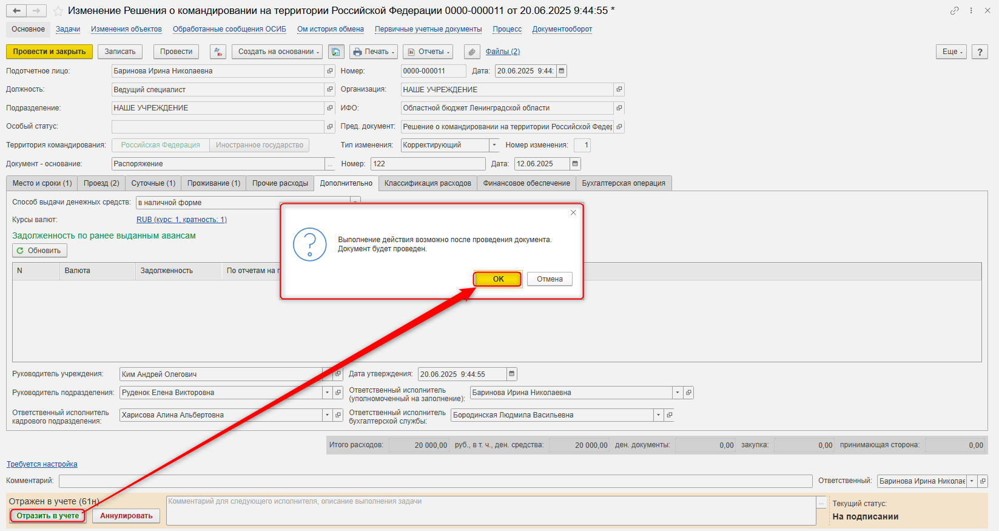 Изменение Решения о командировании на территории Российской Федерации 0000-000011 от 20.06.2025 9:44:55 *
Основное Задачи Изменения объектов Обработанные сообщения ОСИБ Ом история обмена Первичные учетные документы Процесс Документооборот
Провести и закрыть Записать Провести Дт Кт Создать на основании Печать Отчеты Файлы (2) Еще ?
Подотчетное лицо: Баринова Ирина Николаевна Номер: 0000-000011 Дата: 20.06.2025 9:44:
Должность: Ведущий специалист Организация: НАШЕ УЧРЕЖДЕНИЕ
Подразделение: НАШЕ УЧРЕЖДЕНИЕ ИФО: Областной бюджет Ленинградской области
Особый статус: Пред. документ: Решение о командировании на территории Российской Федер
Территория командирования: Российская Федерация Иностранное государство Тип изменения: Корректирующий Номер изменения: 1
Документ - основание: Распоряжение ... Номер: 122 Дата: 12.06.2025
Место и сроки (1) Проезд (2) Суточные (1) Проживание (1) Прочие расходы Дополнительно Классификация расходов Финансовое обеспечение Бухгалтерская операция
Способ выдачи денежных средств: в наличной форме
Курсы валют: RUB (курс: 1, кратность: 1)
Задолженность по ранее выданным авансам
Обновить
N Валюта Задолженность По отчетам на
Выполнение действия возможно после проведения документа.
Документ будет проведен.
OK Отмена
Руководитель учреждения: Ким Андрей Олегович Дата утверждения: 20.06.2025 9:44:55
Руководитель подразделения: Руденок Елена Викторовна Ответственный исполнитель (уполномоченный на заполнение): Баринова Ирина Николаевна
Ответственный исполнитель кадрового подразделения: Харисова Алина Альбертовна Ответственный исполнитель бухгалтерской службы: Бородинская Людмила Васильевна
Итого расходов: 20 000,00 руб., в т. ч., ден. средства: 20 000,00 ден. документы: 0,00 закупка: 0,00 принимающая сторона: 0,00
Требуется настройка
Комментарий: Ответственный: Баринова Ирина Николае
Отражен в учете (61н) Комментарий для следующего исполнителя, описание выполнения задачи ... Текущий статус:
Отразить в учете Аннулировать На подписании